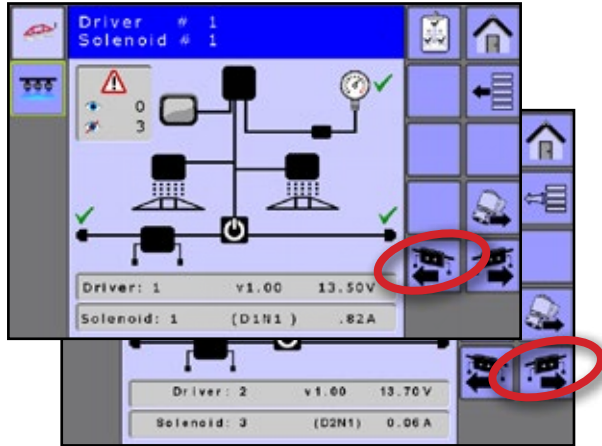 Driver # 1
Solenoid # 1
0
3
Driver: 1 v1.00 13.50V
Solenoid: 1 (D1N1 ) .82A
Driver: 2 v1.00 13.70V
Solenoid: 3 (D2N1) 0.06A